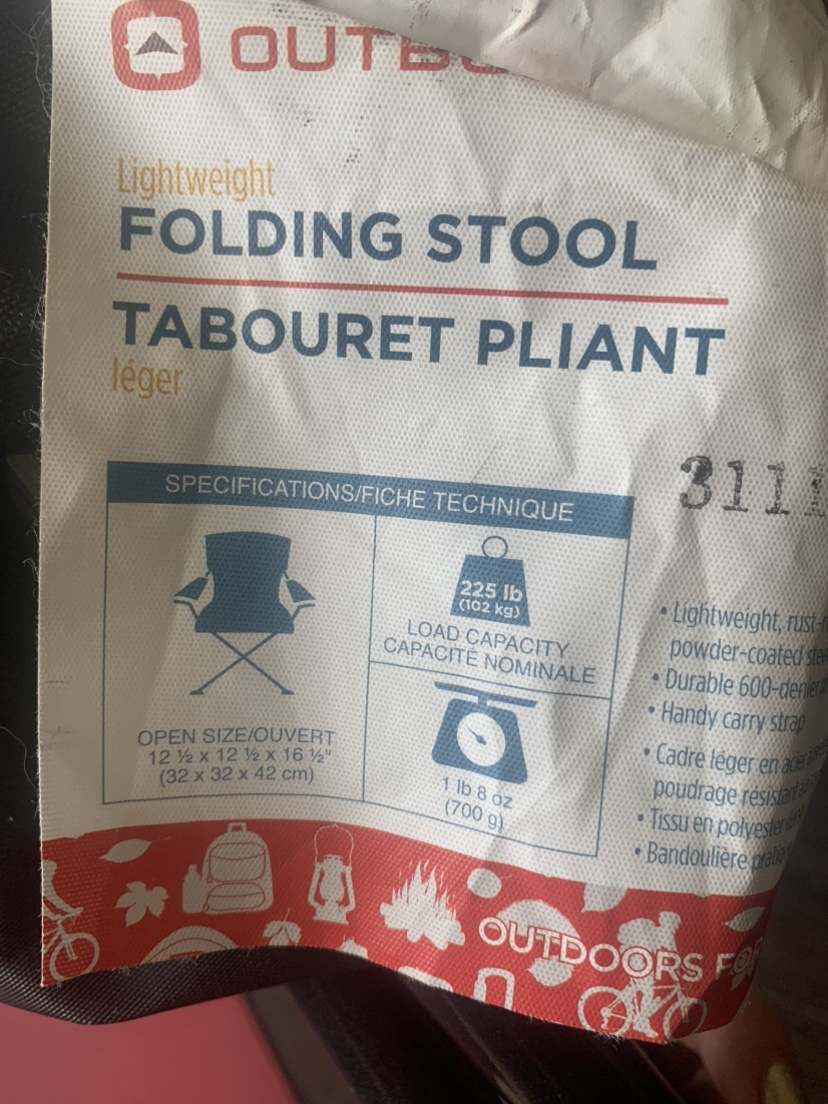 Lightweight
FOLDING STOOL
TABOURET PLIANT
léger
SPECIFICATIONS/FICHE TECHNIQUE
OPEN SIZE/OUVERT
12 ½ x 12 ½ x 16 ½"
(32 x 32 x 42 cm)
225 lb
(102 kg)
LOAD CAPACITY
CAPACITÉ NOMINALE
1 lb 8 oz
(700 g)
3111
• Lightweight,
powder-coated
• Durable 600-denier
• Handy carry strap
• Cadre léger en acier à
poudrage
• Tissu en polyester
• Bandoulière
OUTDOORS